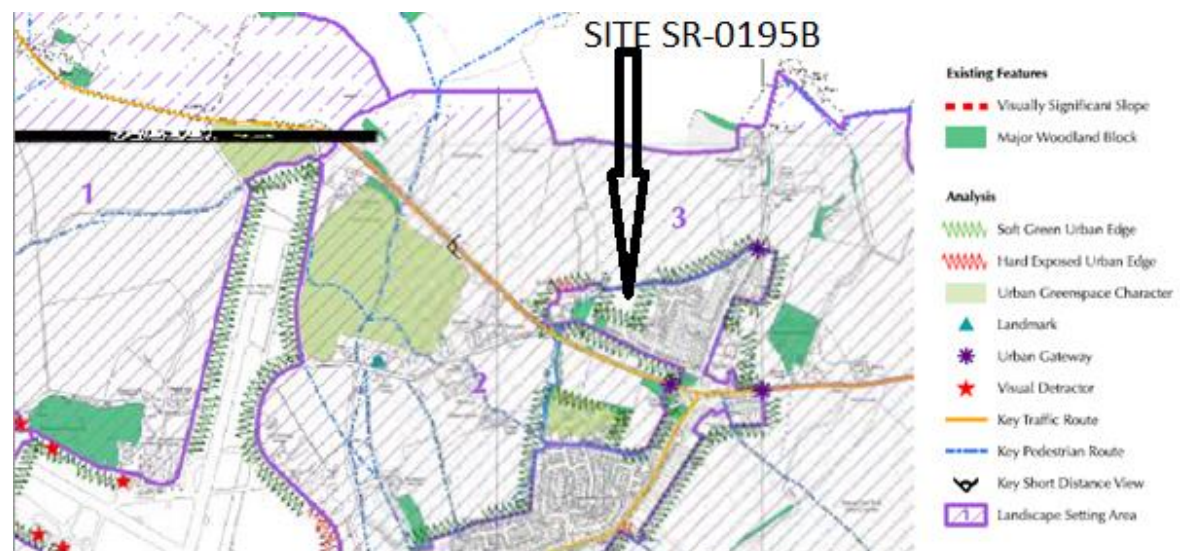 SITE SR-0195B
1
2
3
Existing Features
Visually Significant Slope
Major Woodland Block
Analysis
Soft Green Urban Edge
Hard Exposed Urban Edge
Urban Greenspace Character
Landmark
Urban Gateway
Visual Detractor
Key Traffic Route
Key Pedestrian Route
Key Short Distance View
1
Landscape Setting Area